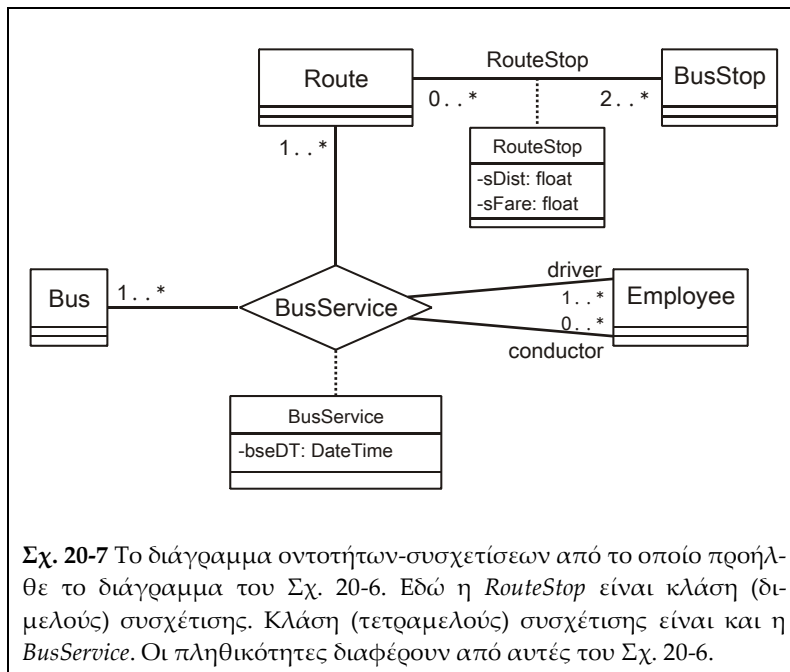 RouteStop
Route
BusStop
0..*
2..*
1..*
RouteStop
-sDist: float
-sFare: float
driver
Bus
1..*
BusService
1..*
Employee
0..*
conductor
BusService
-bseDT: DateTime
Σχ. 20-7 Το διάγραμμα οντοτήτων-συσχετίσεων από το οποίο προήλ-
θε το διάγραμμα του Σχ. 20-6. Εδώ η RouteStop είναι κλάση (δι-
μελούς) συσχέτισης. Κλάση (τετραμελούς) συσχέτισης είναι και η
BusService. Οι πληθικότητες διαφέρουν από αυτές του Σχ. 20-6.